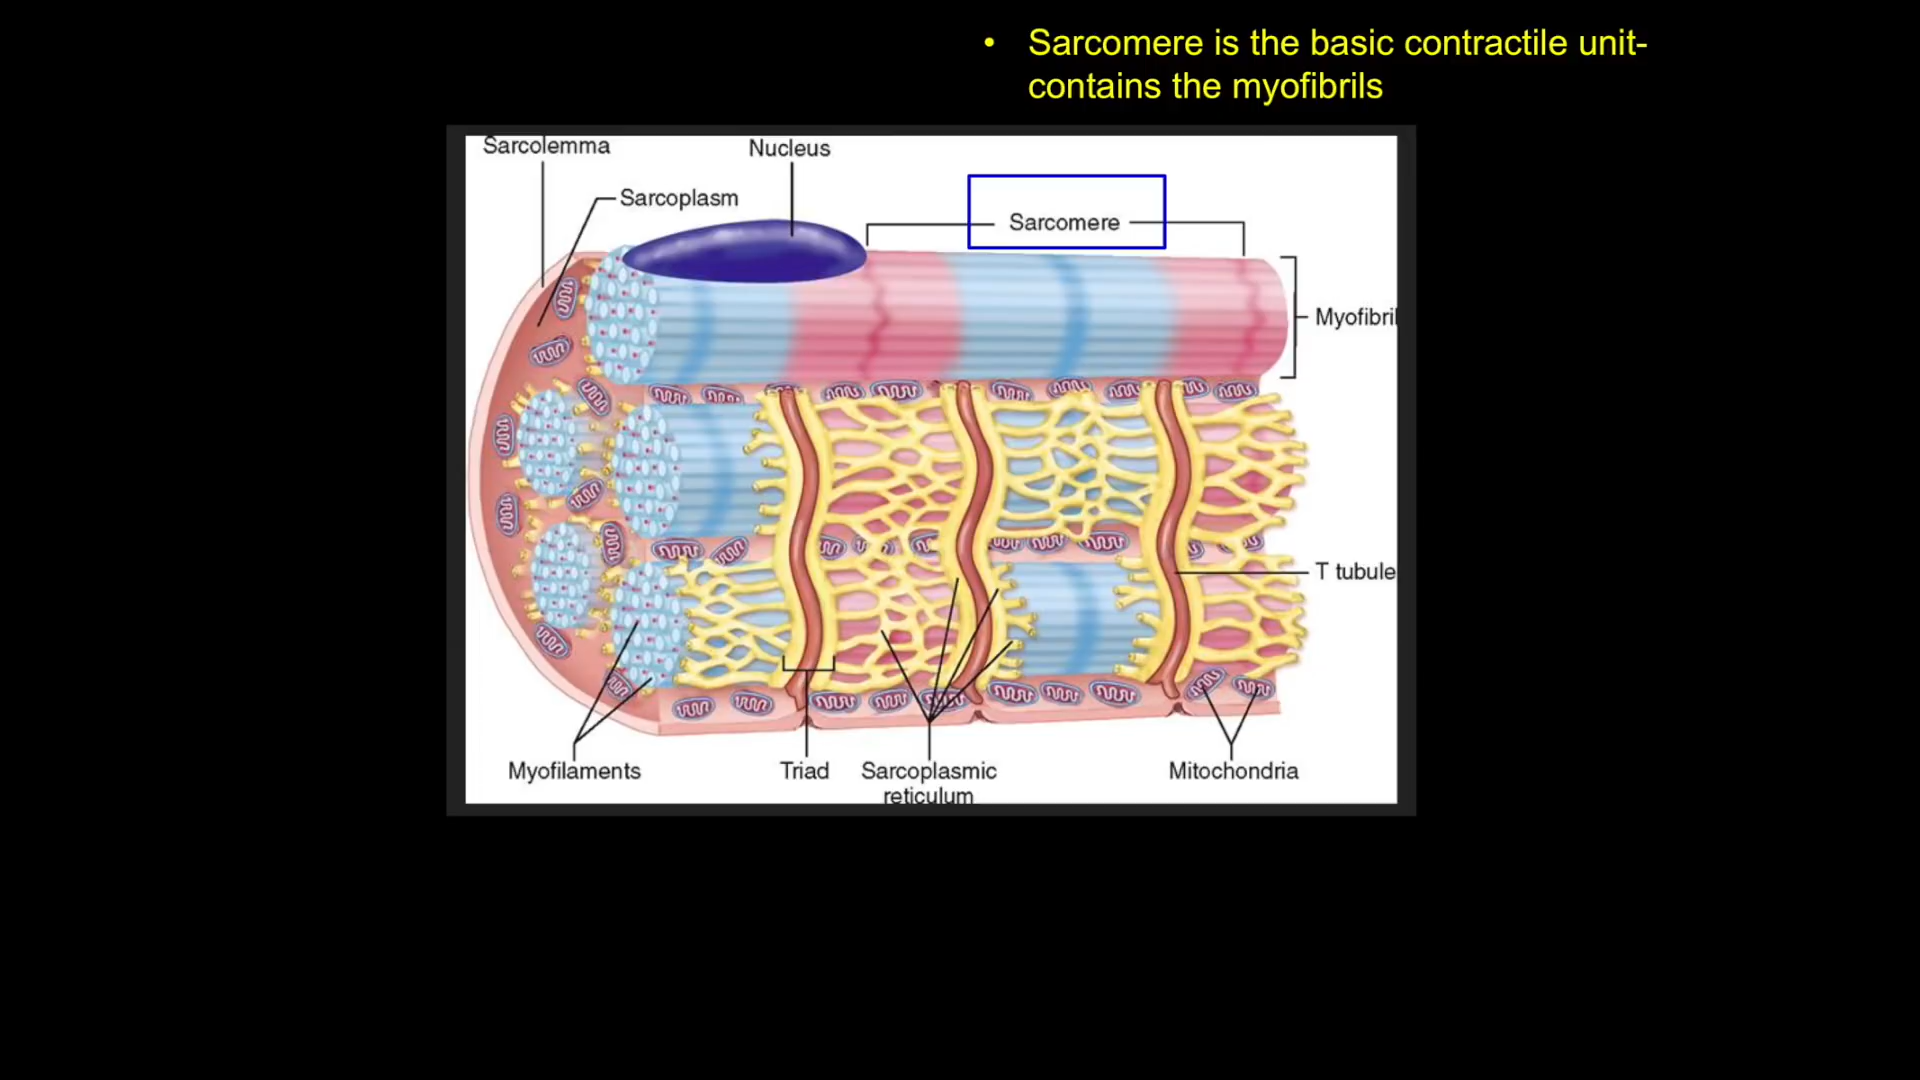 • Sarcomere is the basic contractile unit-
contains the myofibrils
Sarcolemma
Nucleus
Sarcoplasm
Sarcomere
Myofibril
T tubule
Myofilaments
Triad
Sarcoplasmic
reticulum
Mitochondria